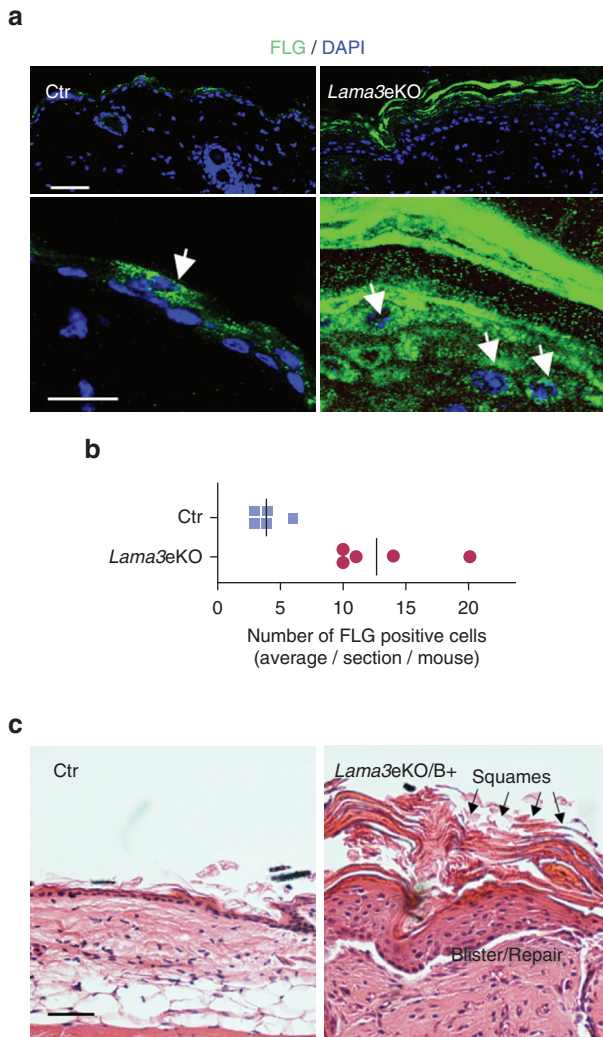 a
FLG / DAPI
Ctr
Lama3eKO
b
Ctr
Lama3eKO
0
5
10
15
20
Number of FLG positive cells
(average / section / mouse)
c
Ctr
Lama3eKO/B+
Squames
Blister/Repair